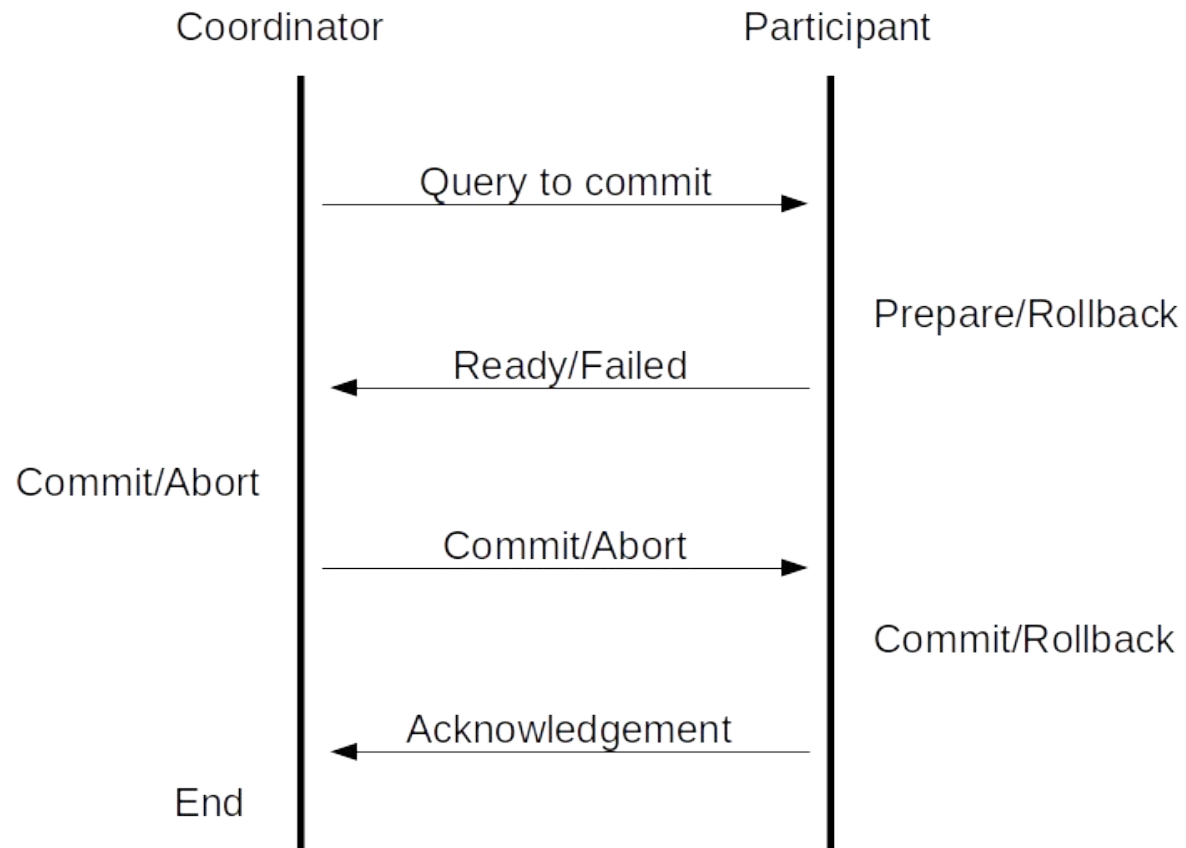 Coordinator
Participant
Query to commit
Prepare/Rollback
Ready/Failed
Commit/Abort
Commit/Abort
Commit/Rollback
Acknowledgement
End